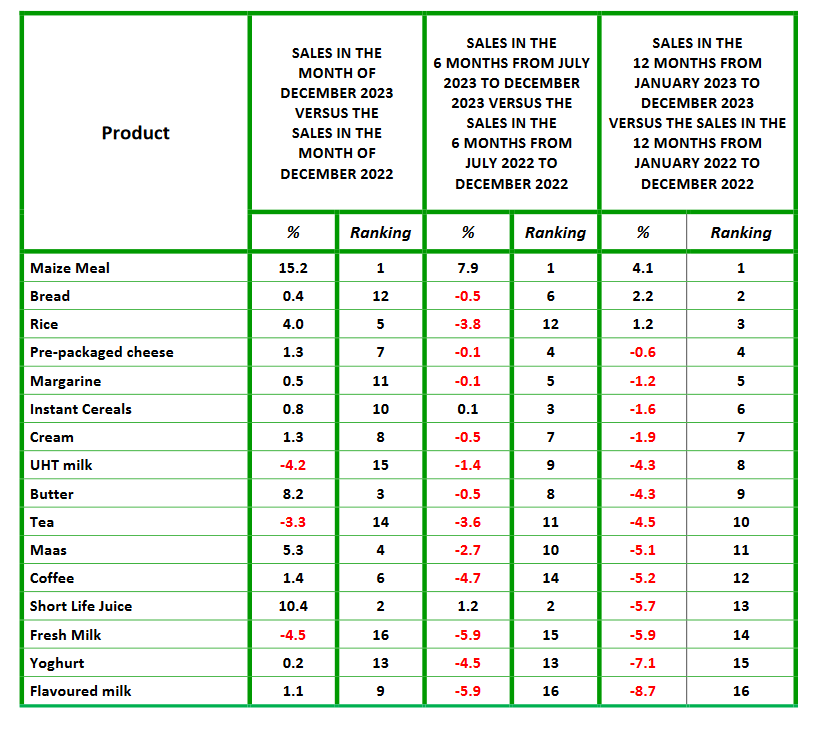 Product
SALES IN THE
MONTH OF
DECEMBER 2023
VERSUS THE
SALES IN THE
MONTH OF
DECEMBER 2022
SALES IN THE
6 MONTHS FROM JULY
2023 TO DECEMBER
2023 VERSUS THE
SALES IN THE
6 MONTHS FROM
JULY 2022 TO
DECEMBER 2022
SALES IN THE
12 MONTHS FROM
JANUARY 2023 TO
DECEMBER 2023
VERSUS THE SALES IN THE
12 MONTHS FROM
JANUARY 2022 TO
DECEMBER 2022
% Ranking % Ranking % Ranking
Maize Meal 15.2 1 7.9 1 4.1 1
Bread 0.4 12 -0.5 6 2.2 2
Rice 4.0 5 -3.8 12 1.2 3
Pre-packaged cheese 1.3 7 -0.1 4 -0.6 4
Margarine 0.5 11 -0.1 5 -1.2 5
Instant Cereals 0.8 10 0.1 3 -1.6 6
Cream 1.3 8 -0.5 7 -1.9 7
UHT milk -4.2 15 -1.4 9 -4.3 8
Butter 8.2 3 -0.5 8 -4.3 9
Tea -3.3 14 -3.6 11 -4.5 10
Maas 5.3 4 -2.7 10 -5.1 11
Coffee 1.4 6 -4.7 14 -5.2 12
Short Life Juice 10.4 2 1.2 2 -5.7 13
Fresh Milk -4.5 16 -5.9 15 -5.9 14
Yoghurt 0.2 13 -4.5 13 -7.1 15
Flavoured milk 1.1 9 -5.9 16 -8.7 16